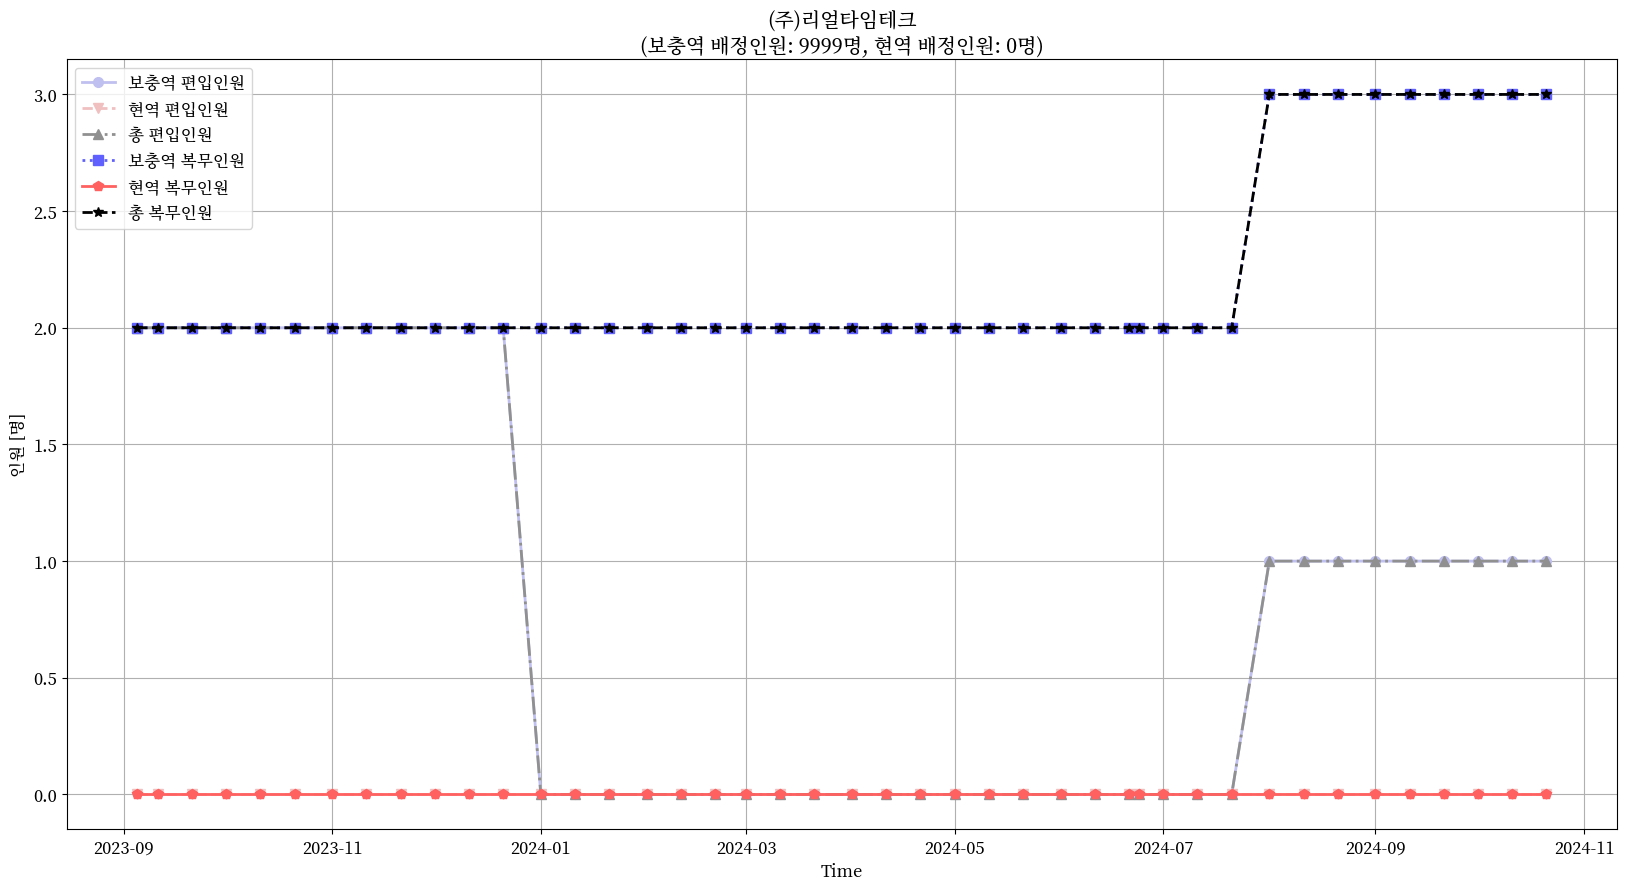 (주)리얼타임테크
(보충역 배정인원: 9999명, 현역 배정인원: 0명)
보충역 편입인원
현역 편입인원
총 편입인원
보충역 복무인원
현역 복무인원
총 복무인원
3.0
2.5
2.0
1.5
1.0
0.5
0.0
인원 [명]
2023-09
2023-11
2024-01
2024-03
2024-05
2024-07
2024-09
2024-11
Time